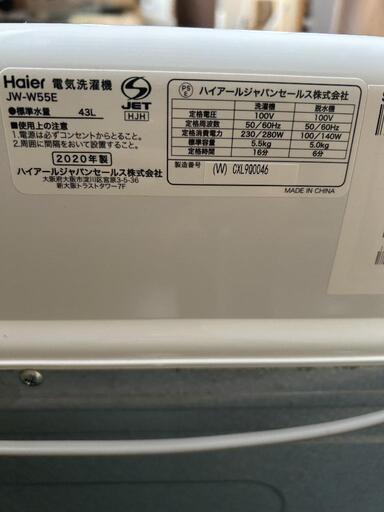 Haier 電気洗濯機
JW-W55E
●標準水量 43L
■使用上の注意
1.電源は必ずコンセントからとること。
2.周囲に間隔をおいて設置すること。
2020年製
ハイアールジャパンセールス株式会社
大阪府大阪市淀川区宮原3-5-36
新大阪トラストタワー7F
S JET
HJH
PS E ハイアールジャパンセールス株式会社
洗濯機 脱水機
定格電圧 100V 100V
定格周波数 50/60Hz 50/60Hz
定格消費電力 230/280W 100/140W
標準容量 5.5kg 5.0kg
定格時間 16分 6分
製造番号 (W) CXL9Q0046
MADE IN CHINA